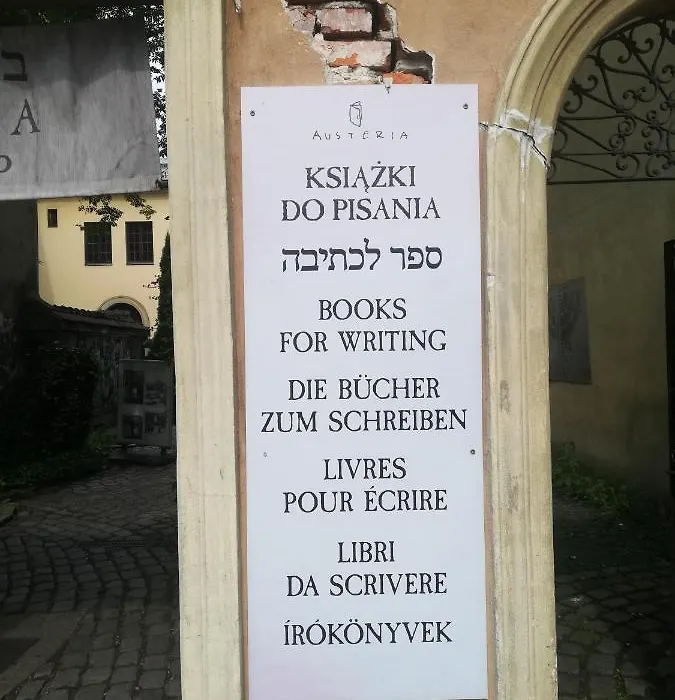 AUSTERIA
KSIĄŻKI
DO PISANIA
ספר לכתיבה
BOOKS
FOR WRITING
DIE BÜCHER
ZUM SCHREIBEN
LIVRES
POUR ÉCRIRE
LIBRI
DA SCRIVERE
ÍRÓKÖNYVEK